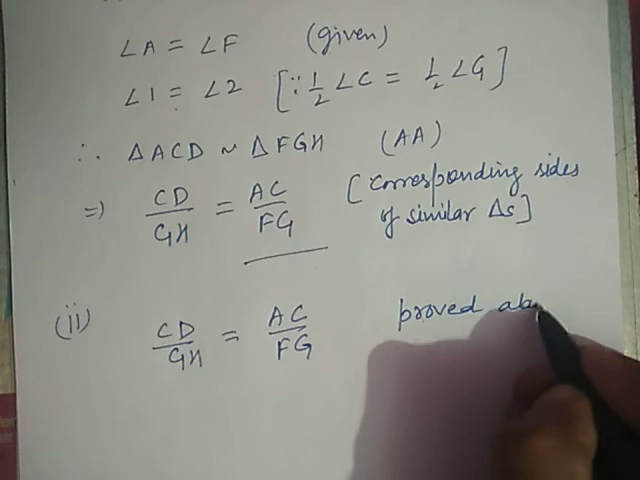 ∠A = ∠F (given)
∠1 = ∠2 [∵ 1/2 ∠C = 1/2 ∠G]
∴ ΔACD ~ ΔFGH (AA)
=) CD/GH = AC/FG [corresponding sides
of similar Δs]
(ii) CD/GH = AC/FG proved ab